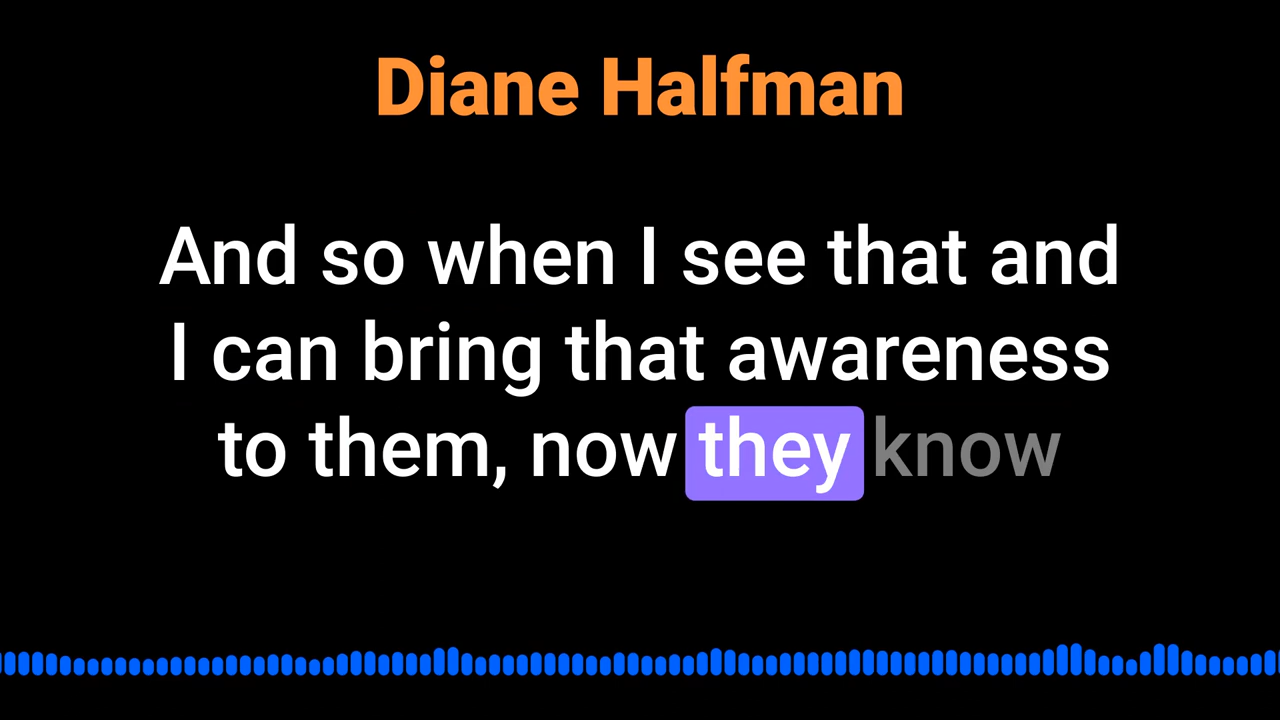 Diane Halfman
And so when I see that and
I can bring that awareness
to them, now they know